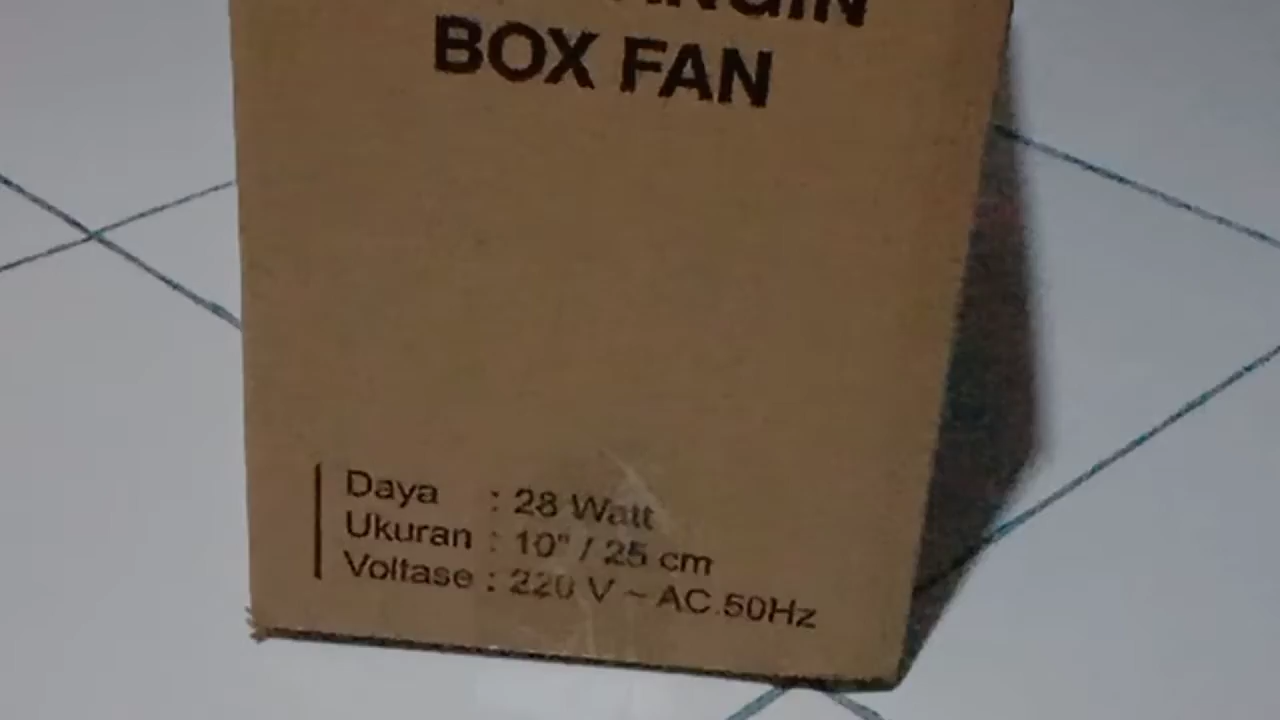 BOX FAN
Daya : 28 Watt
Ukuran : 10" / 25 cm
Voltase : 220 V ~ AC.50Hz